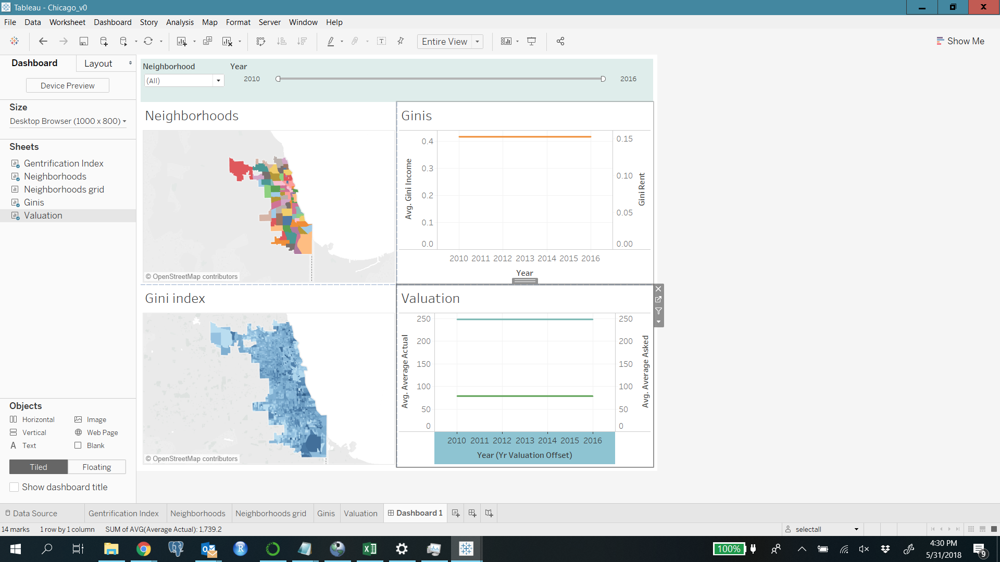 Tableau - Chicago_v0
File Data Worksheet Dashboard Story Analysis Map Format Server Window Help
Entire View
Show Me
Dashboard
Layout
Device Preview
Size
Desktop Browser (1000 x 800)
Sheets
Gentrification Index
Neighborhoods
Neighborhoods grid
Ginis
Valuation
Objects
Horizontal Image
Vertical Web Page
A Text Blank
Tiled Floating
Show dashboard title
Neighborhood Year
(All) 2010 2016
Neighborhoods
© OpenStreetMap contributors
Ginis
Avg. Gini Income
0.4
0.3
0.2
0.1
0.0
0.15
0.10
0.05
0.00
Gini Rent
2010 2011 2012 2013 2014 2015 2016
Year
Gini index
© OpenStreetMap contributors
Valuation
Avg. Average Actual
250
200
150
100
50
0
250
200
150
100
50
0
Avg. Average Asked
2010 2011 2012 2013 2014 2015 2016
Year (Yr Valuation Offset)
Data Source Gentrification Index Neighborhoods Neighborhoods grid Ginis Valuation Dashboard 1
14 marks 1 row by 1 column SUM of AVG(Average Actual): 1,739.2
selectall
100%
4:30 PM
5/31/2018
9